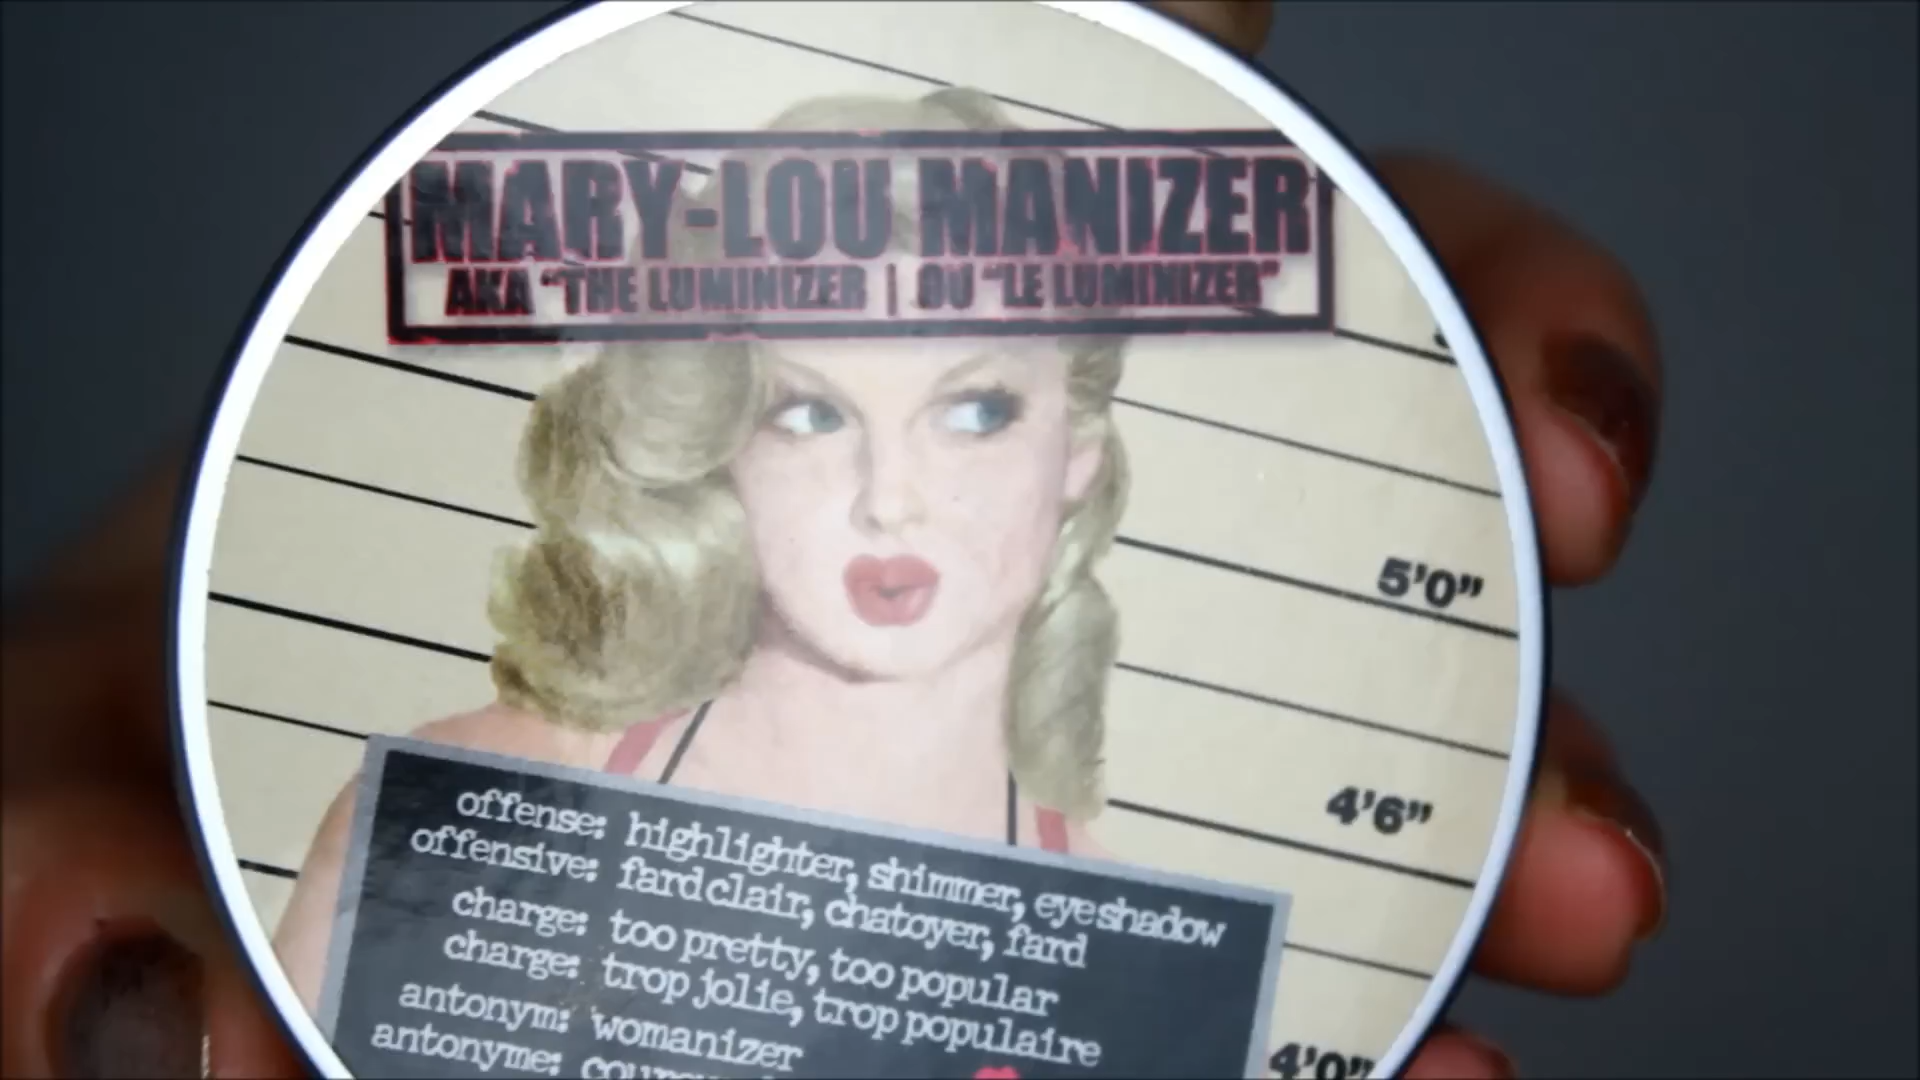 MARY-LOU MANIZER
AKA "THE LUMINIZER | OU "LE LUMINIZER"
5'0"
4'6"
offense: highlighter, shimmer, eyeshadow
offensive: fard clair, chatoyer, fard
charge: too pretty, too popular
charge: trop jolie, trop populaire
antonym: womanizer
antonyme:
4'0"